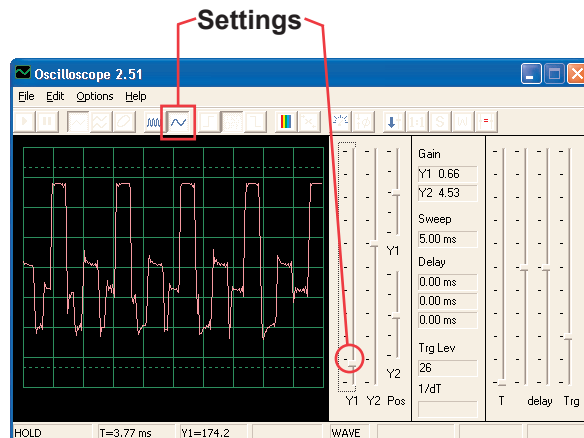 Settings
Oscilloscope 2.51
File Edit Options Help
Gain
Y1 0.66
Y2 4.53
Sweep
5.00 ms
Delay
0.00 ms
0.00 ms
0.00 ms
Trg Lev
26
1/dT
Y1
Y2
Y1 Y2 Pos
T delay Trg
HOLD T=3.77 ms Y1=174.2 WAVE